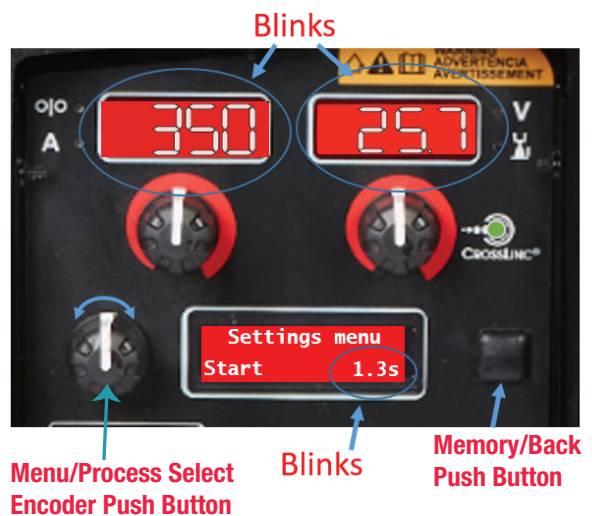 Blinks
WARNING
ADVERTENCIA
AVERTISSEMENT
350
25.7
A
V
CROSSLINC®
Settings menu
Start 1.3s
Blinks
Memory/Back
Push Button
Menu/Process Select
Encoder Push Button